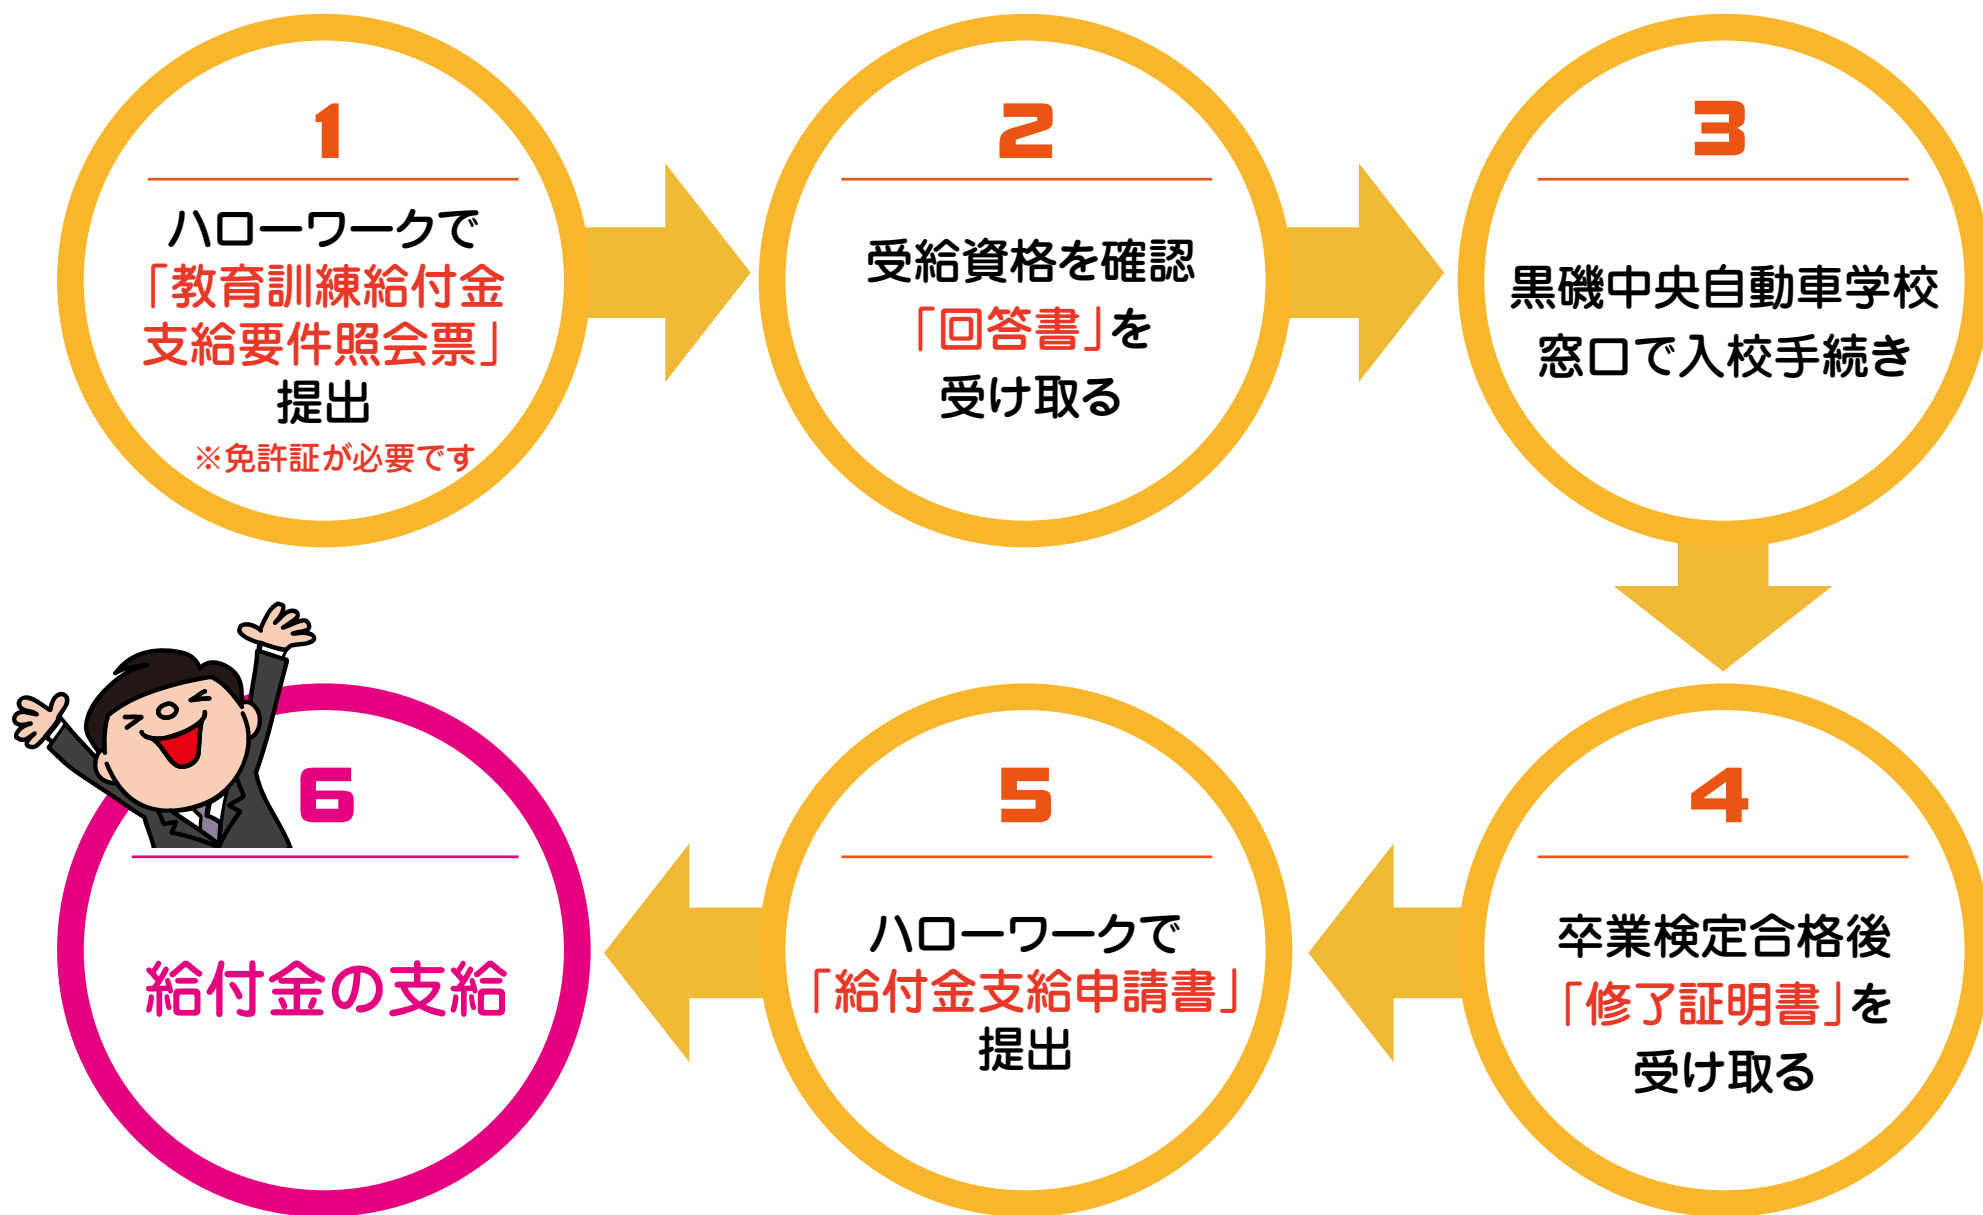 1
ハローワークで
「教育訓練給付金
支給要件照会票」
提出
※免許証が必要です
2
受給資格を確認
「回答書」を
受け取る
3
黒磯中央自動車学校
窓口で入校手続き
4
卒業検定合格後
「修了証明書」を
受け取る
5
ハローワークで
「給付金支給申請書」
提出
6
給付金の支給